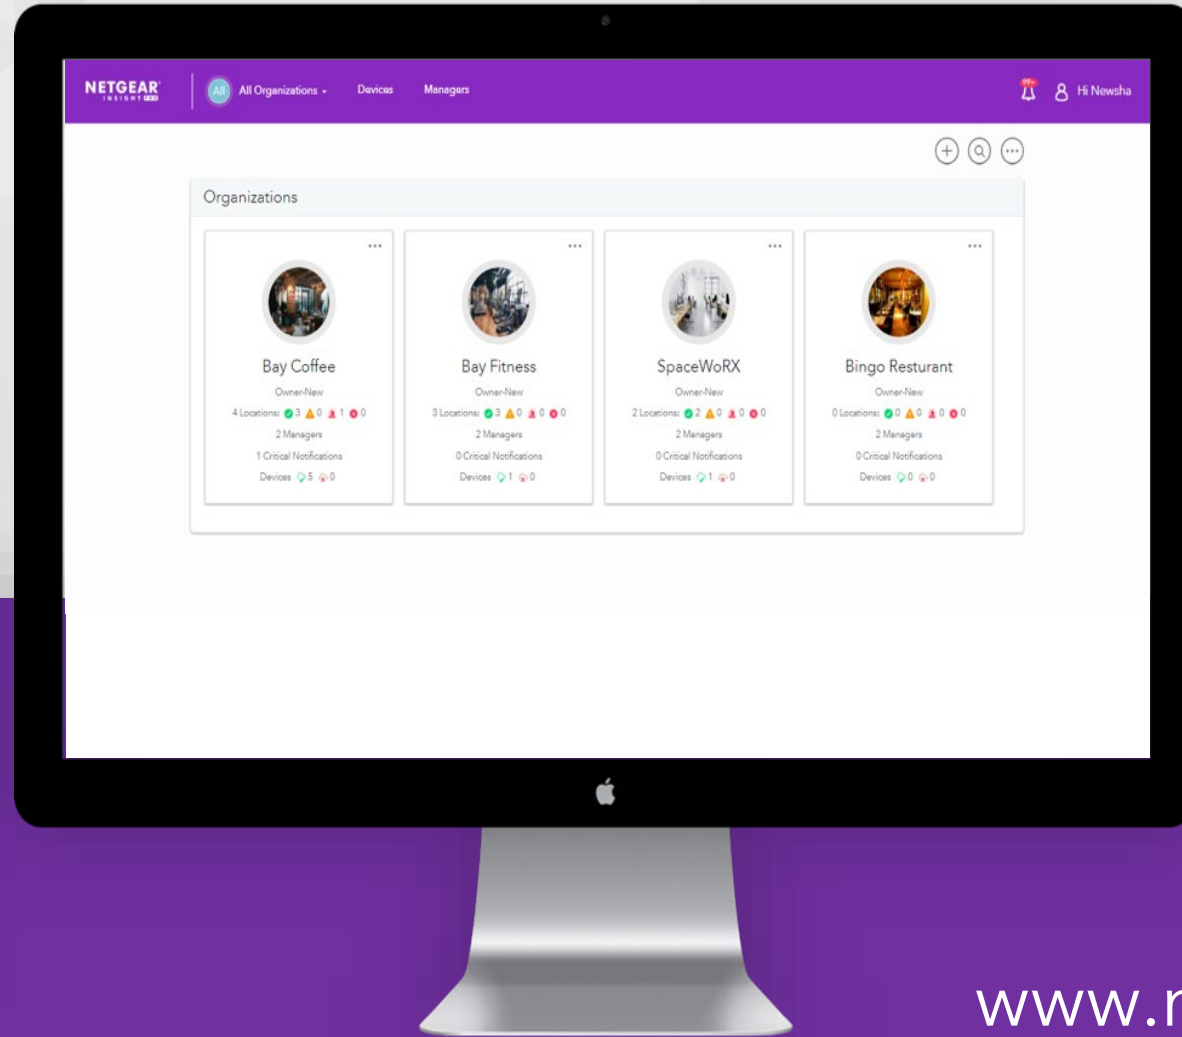 NETGEAR
INSIGHT PRO
All
All Organizations
Devices
Managers
99+
Hi Newsha
Organizations
Bay Coffee
Owner-New
4 Locations: 3 0 1 0
2 Managers
1 Critical Notifications
Devices 5 0
Bay Fitness
Owner-New
3 Locations: 3 0 0 0
2 Managers
0 Critical Notifications
Devices 1 0
SpaceWoRX
Owner-New
2 Locations: 2 0 0 0
2 Managers
0 Critical Notifications
Devices 1 0
Bingo Resturant
Owner-New
0 Locations: 0 0 0 0
2 Managers
0 Critical Notifications
Devices 0 0
www.